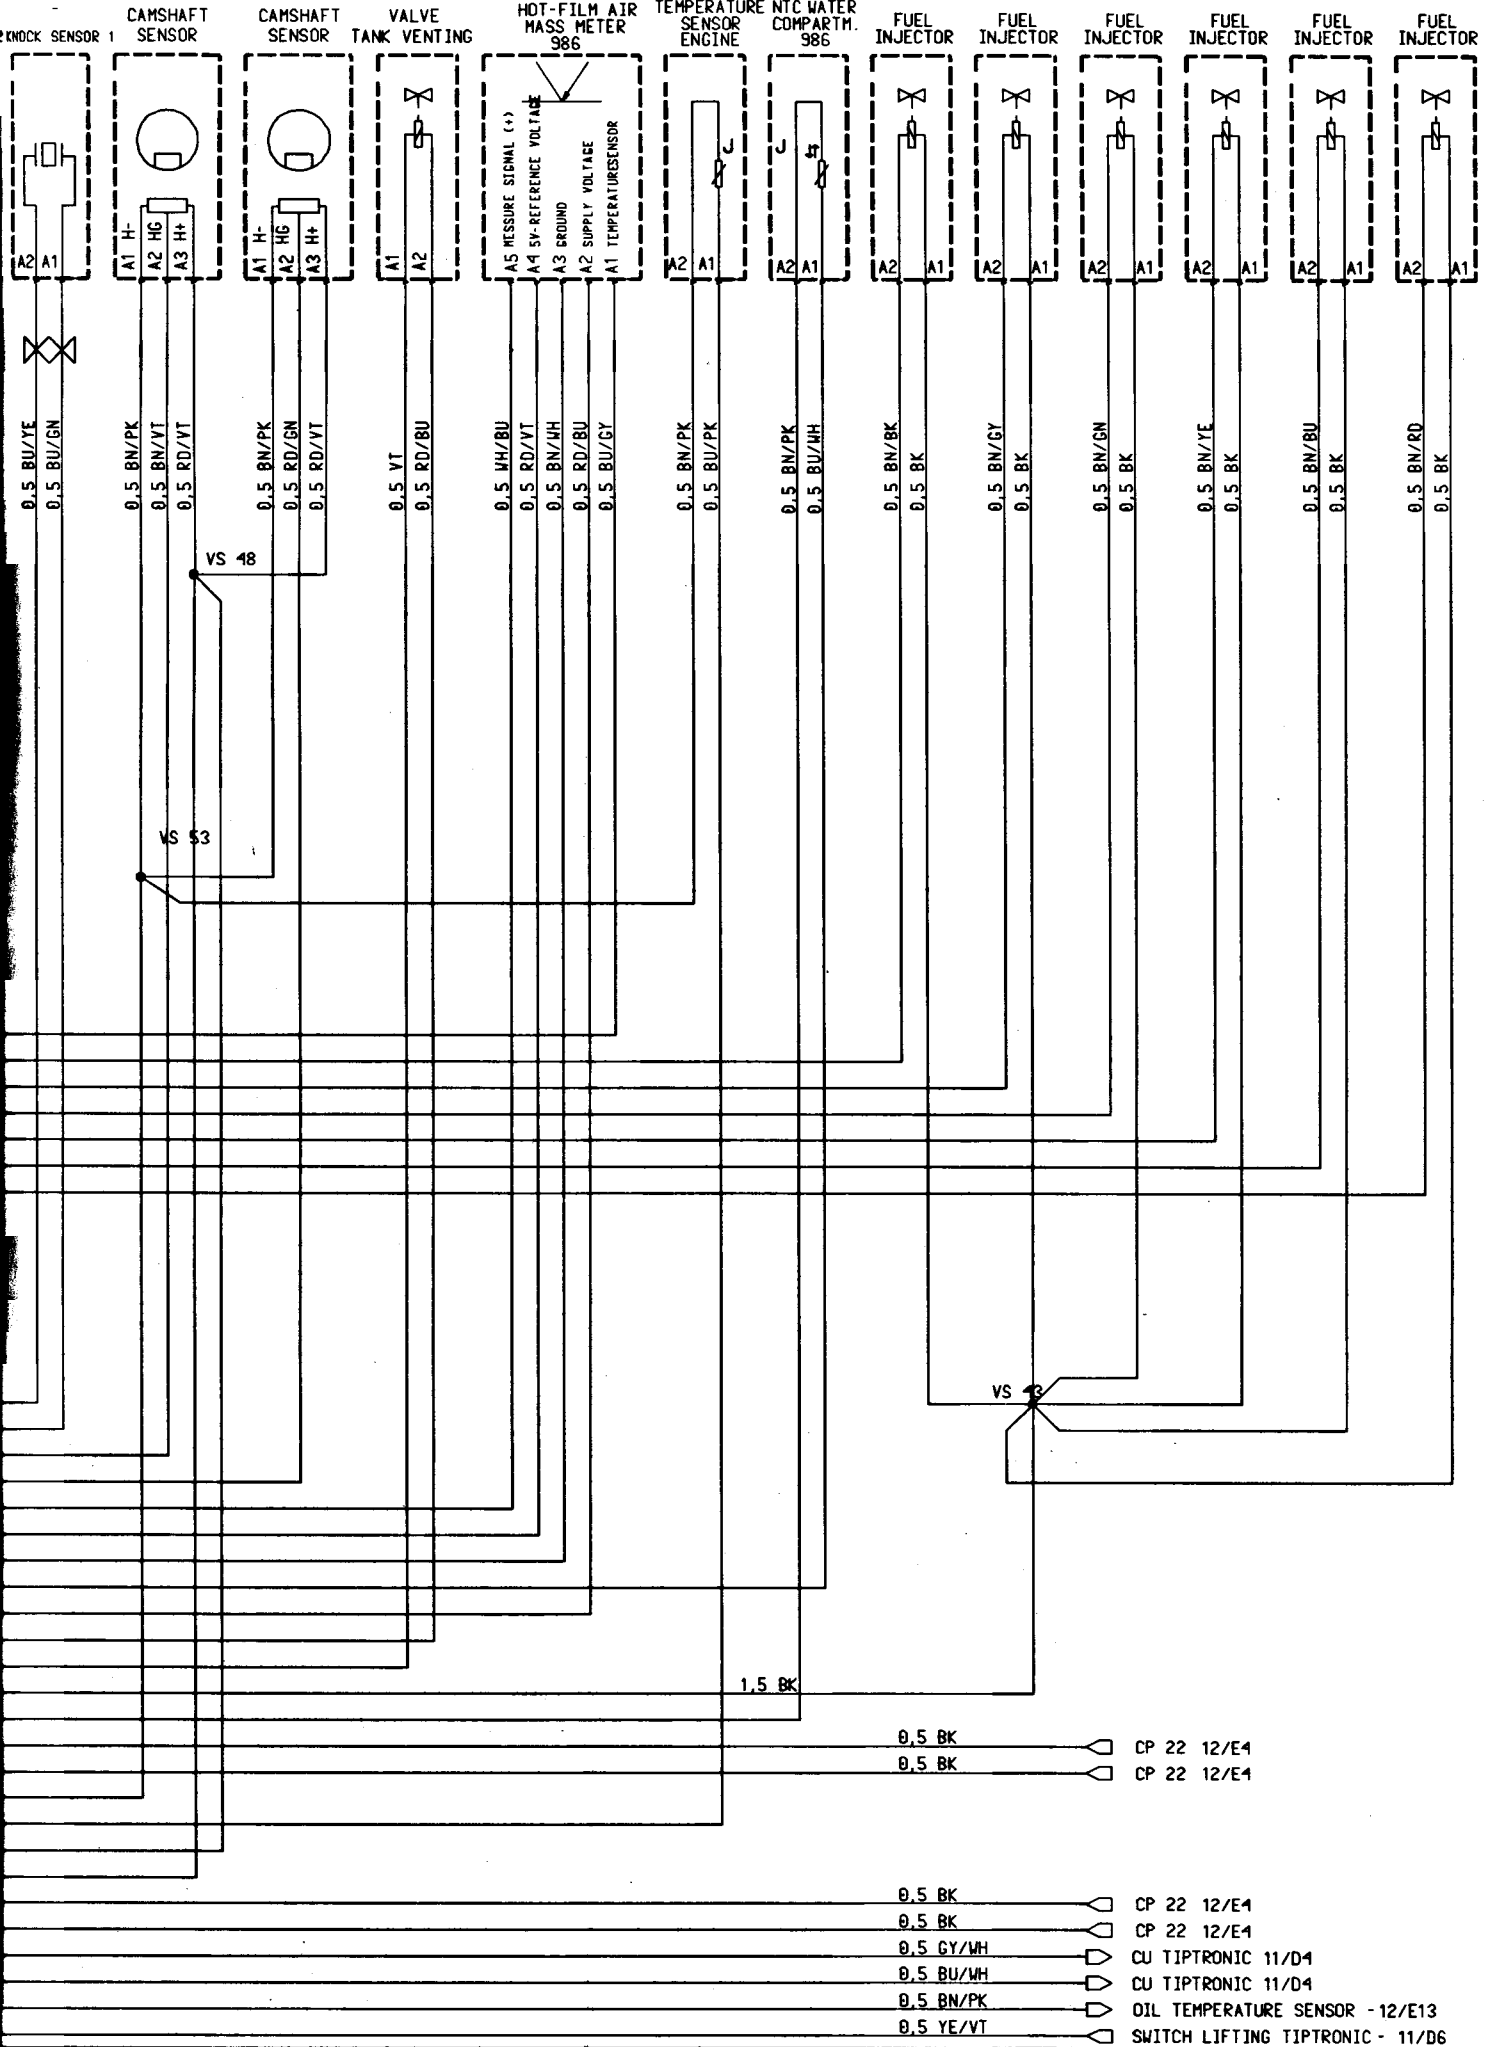 KNOCK SENSOR 1
CAMSHAFT
SENSOR
CAMSHAFT
SENSOR
VALVE
TANK VENTING
HOT-FILM AIR
MASS METER
986
TEMPERATURE
SENSOR
ENGINE
NTC WATER
COMPARTM.
986
FUEL
INJECTOR
FUEL
INJECTOR
FUEL
INJECTOR
FUEL
INJECTOR
FUEL
INJECTOR
FUEL
INJECTOR
A2 A1
A1 H-
A2 HG
A3 H+
A1 H-
A2 HG
A3 H+
A1
A2
A5 MESSURE SIGNAL (+)
A4 5V-REFERENCE VOLTAGE
A3 GROUND
A2 SUPPLY VOLTAGE
A1 TEMPERATURESENSOR
A2 A1
A2 A1
A2 A1
A2 A1
A2 A1
A2 A1
A2 A1
A2 A1
0,5 BU/YE
0,5 BU/GN
0,5 BN/PK
0,5 BN/VT
0,5 RD/VT
0,5 BN/PK
0,5 RD/GN
0,5 RD/VT
0,5 VT
0,5 RD/BU
0,5 WH/BU
0,5 RD/VT
0,5 BN/WH
0,5 RD/BU
0,5 BU/GY
0,5 BN/PK
0,5 BU/PK
0,5 BN/PK
0,5 BU/WH
0,5 BN/BK
0,5 BK
0,5 BN/GY
0,5 BK
0,5 BN/GN
0,5 BK
0,5 BN/YE
0,5 BK
0,5 BN/BU
0,5 BK
0,5 BN/RD
0,5 BK
VS 48
VS 53
VS 43
1,5 BK
0,5 BK CP 22 12/E4
0,5 BK CP 22 12/E4
0,5 BK CP 22 12/E4
0,5 BK CP 22 12/E4
0,5 GY/WH CU TIPTRONIC 11/D4
0,5 BU/WH CU TIPTRONIC 11/D4
0,5 BN/PK OIL TEMPERATURE SENSOR -12/E13
0,5 YE/VT SWITCH LIFTING TIPTRONIC - 11/D6